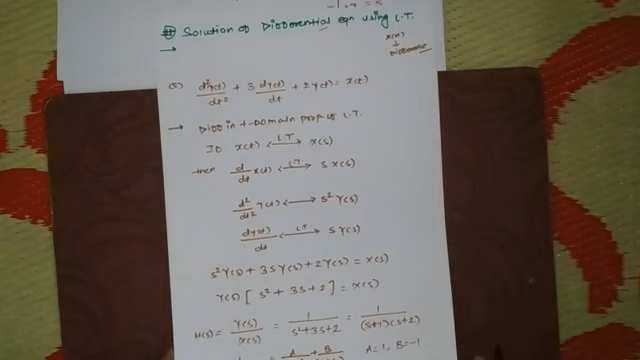 # Solution of Differential eqn using L.T.
→
x(n)
↓
Q) d²y(t)/dt² + 3 dy(t)/dt + 2y(t) = x(t)
→ Diff in t-Domain prop of L.T.
If x(t) ←L.T→ X(s)
then d/dt x(t) ←L.T.→ s X(s)
d²/dt² y(t) ←→ s² Y(s)
dy(t)/dt ←L.T→ s Y(s)
s² Y(s) + 3s Y(s) + 2Y(s) = X(s)
Y(s) [s² + 3s + 2] = X(s)
H(s) = Y(s)/X(s) = 1/(s²+3s+2) = 1/((s+1)(s+2))
A + B A=1, B=-1